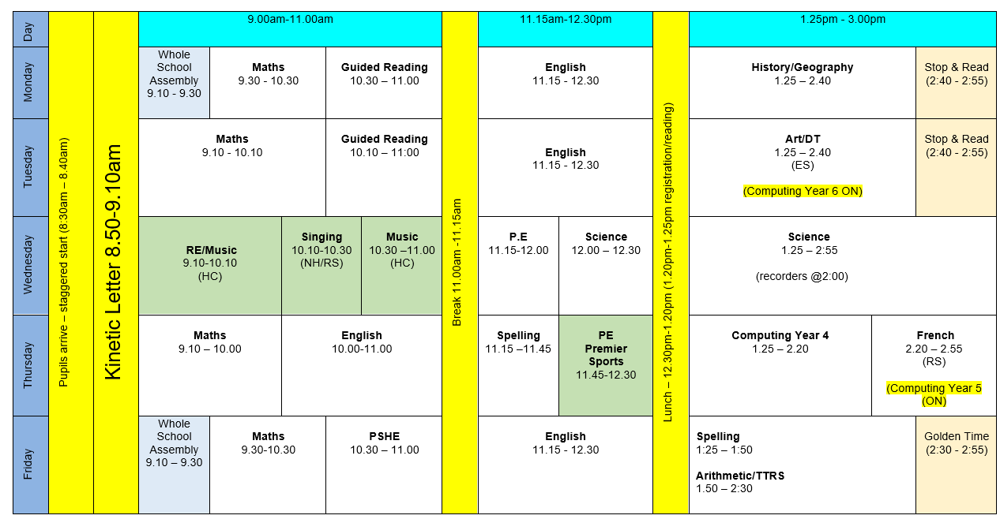 Day
9.00am-11.00am
11.15am-12.30pm
1.25pm - 3.00pm
Pupils arrive – staggered start (8:30am – 8.40am)
Kinetic Letter 8.50-9.10am
Break 11.00am -11.15am
Lunch – 12.30pm-1.20pm (1.20pm-1.25pm registration/reading)
Monday
Whole
School
Assembly
9.10 - 9.30
Maths
9.30 - 10.30
Guided Reading
10.30 – 11.00
English
11.15 - 12.30
History/Geography
1.25 – 2.40
Stop & Read
(2:40 - 2:55)
Tuesday
Maths
9.10 - 10.10
Guided Reading
10.10 – 11:00
English
11.15 - 12.30
Art/DT
1.25 – 2.40
(ES)
(Computing Year 6 ON)
Stop & Read
(2:40 - 2:55)
Wednesday
RE/Music
9.10-10.10
(HC)
Singing
10.10-10.30
(NH/RS)
Music
10.30 –11.00
(HC)
P.E
11.15-12.00
Science
12.00 – 12.30
Science
1.25 – 2:55
(recorders @2:00)
Thursday
Maths
9.10 – 10.00
English
10.00-11.00
Spelling
11.15 –11.45
PE
Premier
Sports
11.45-12.30
Computing Year 4
1.25 – 2.20
French
2.20 – 2.55
(RS)
(Computing Year 5
(ON)
Friday
Whole
School
Assembly
9.10 – 9.30
Maths
9.30-10.30
PSHE
10.30 – 11.00
English
11.15 - 12.30
Spelling
1:25 – 1:50
Arithmetic/TTRS
1.50 – 2:30
Golden Time
(2:30 - 2:55)